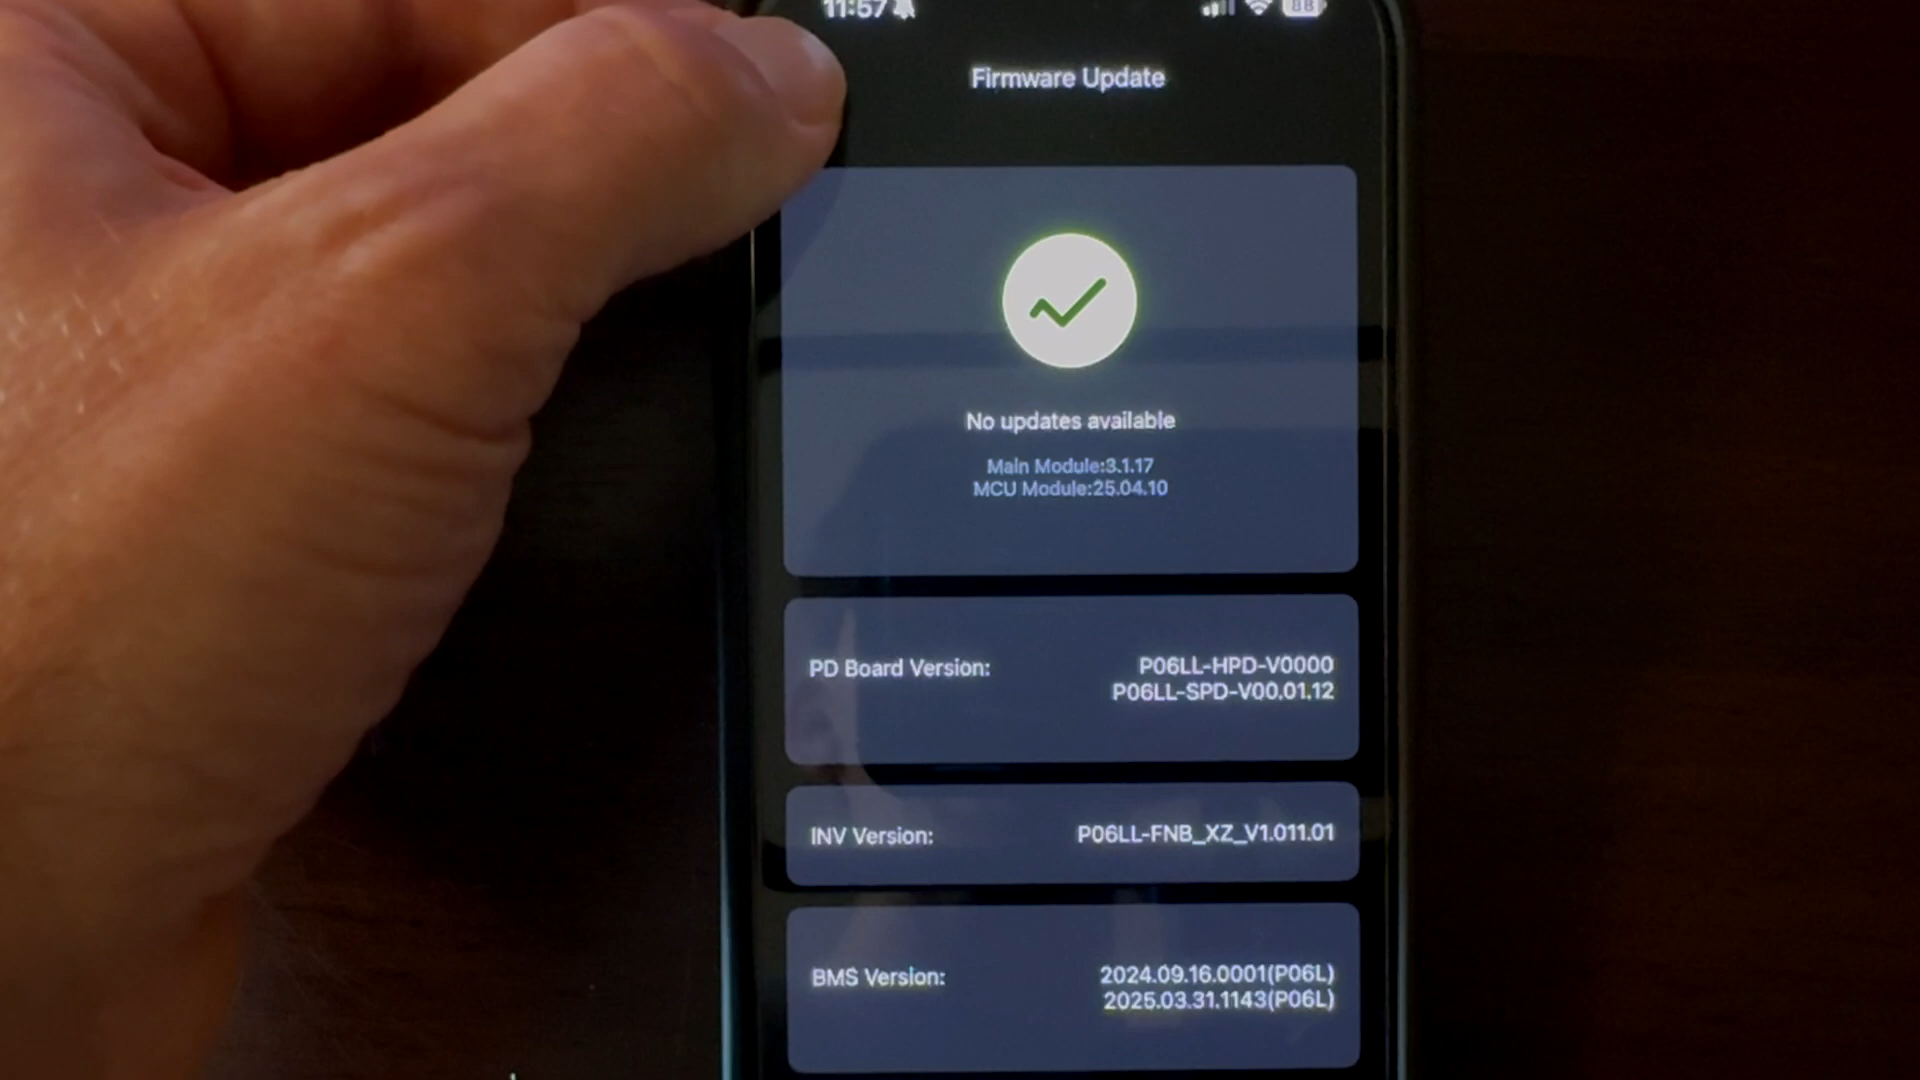 11:57
88
Firmware Update
No updates available
Main Module:3.1.17
MCU Module:25.04.10
PD Board Version:
P06LL-HPD-V0000
P06LL-SPD-V00.01.12
INV Version:
P06LL-FNB_XZ_V1.011.01
BMS Version:
2024.09.16.0001(P06L)
2025.03.31.1143(P06L)